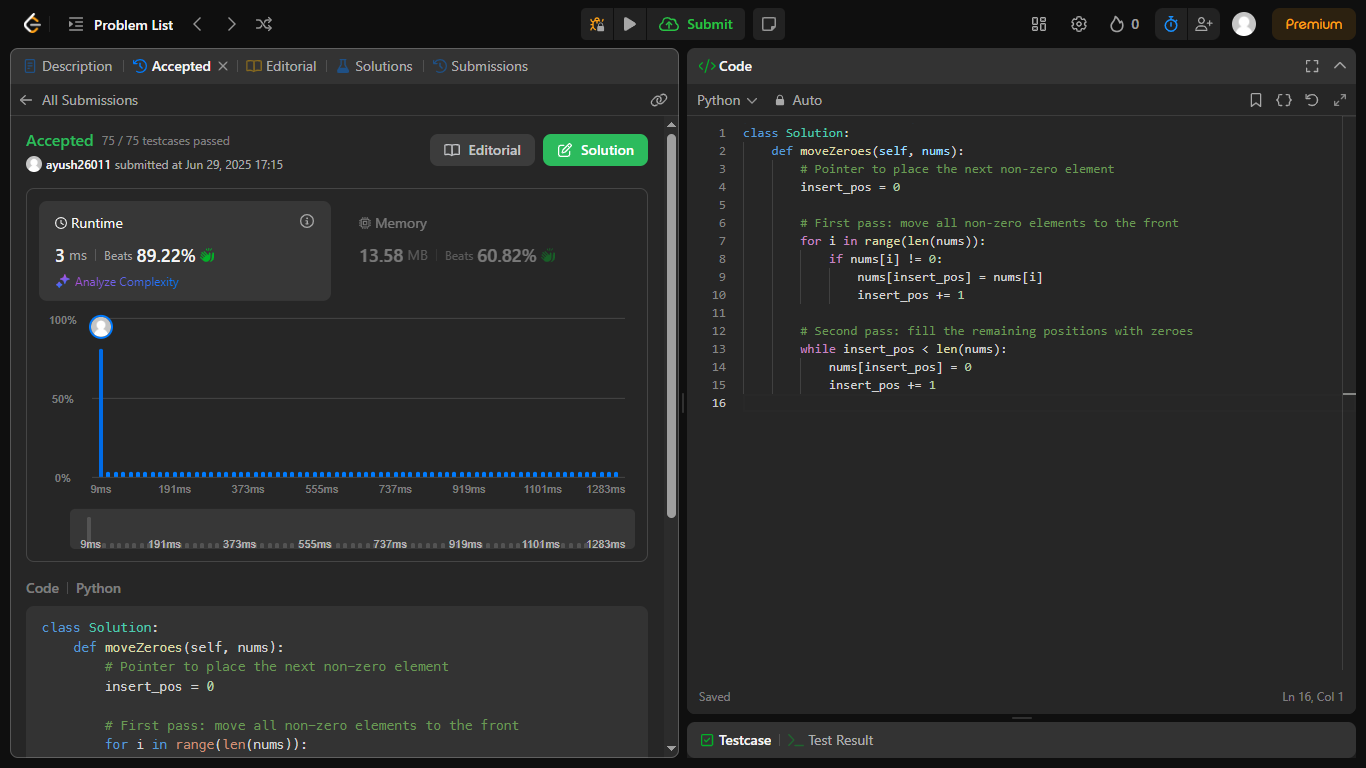 Problem List
Submit
0
Premium
Description
Accepted
Editorial
Solutions
Submissions
All Submissions
Accepted 75 / 75 testcases passed
ayush26011 submitted at Jun 29, 2025 17:15
Editorial
Solution
Runtime
3 ms Beats 89.22%
Analyze Complexity
Memory
13.58 MB Beats 60.82%
100%
50%
0%
9ms 191ms 373ms 555ms 737ms 919ms 1101ms 1283ms
9ms 191ms 373ms 555ms 737ms 919ms 1101ms 1283ms
Code Python
class Solution:
    def moveZeroes(self, nums):
        # Pointer to place the next non-zero element
        insert_pos = 0

        # First pass: move all non-zero elements to the front
        for i in range(len(nums)):
</> Code
Python
Auto
1 class Solution:
2     def moveZeroes(self, nums):
3         # Pointer to place the next non-zero element
4         insert_pos = 0
5
6         # First pass: move all non-zero elements to the front
7         for i in range(len(nums)):
8             if nums[i] != 0:
9                 nums[insert_pos] = nums[i]
10                 insert_pos += 1
11
12         # Second pass: fill the remaining positions with zeroes
13         while insert_pos < len(nums):
14             nums[insert_pos] = 0
15             insert_pos += 1
16
Saved
Ln 16, Col 1
Testcase
Test Result